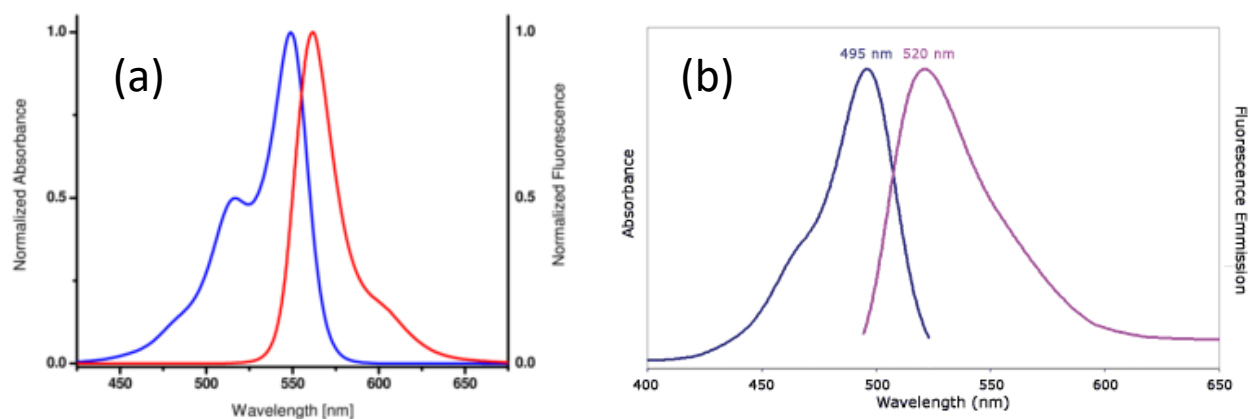 (a)
Normalized Absorbance
1.0
0.5
0.0
1.0
0.5
0.0
Normalized Fluorescence
450 500 550 600 650
Wavelength [nm]
(b)
495 nm 520 nm
Absorbance
Fluorescence Emmission
400 450 500 550 600 650
Wavelength (nm)